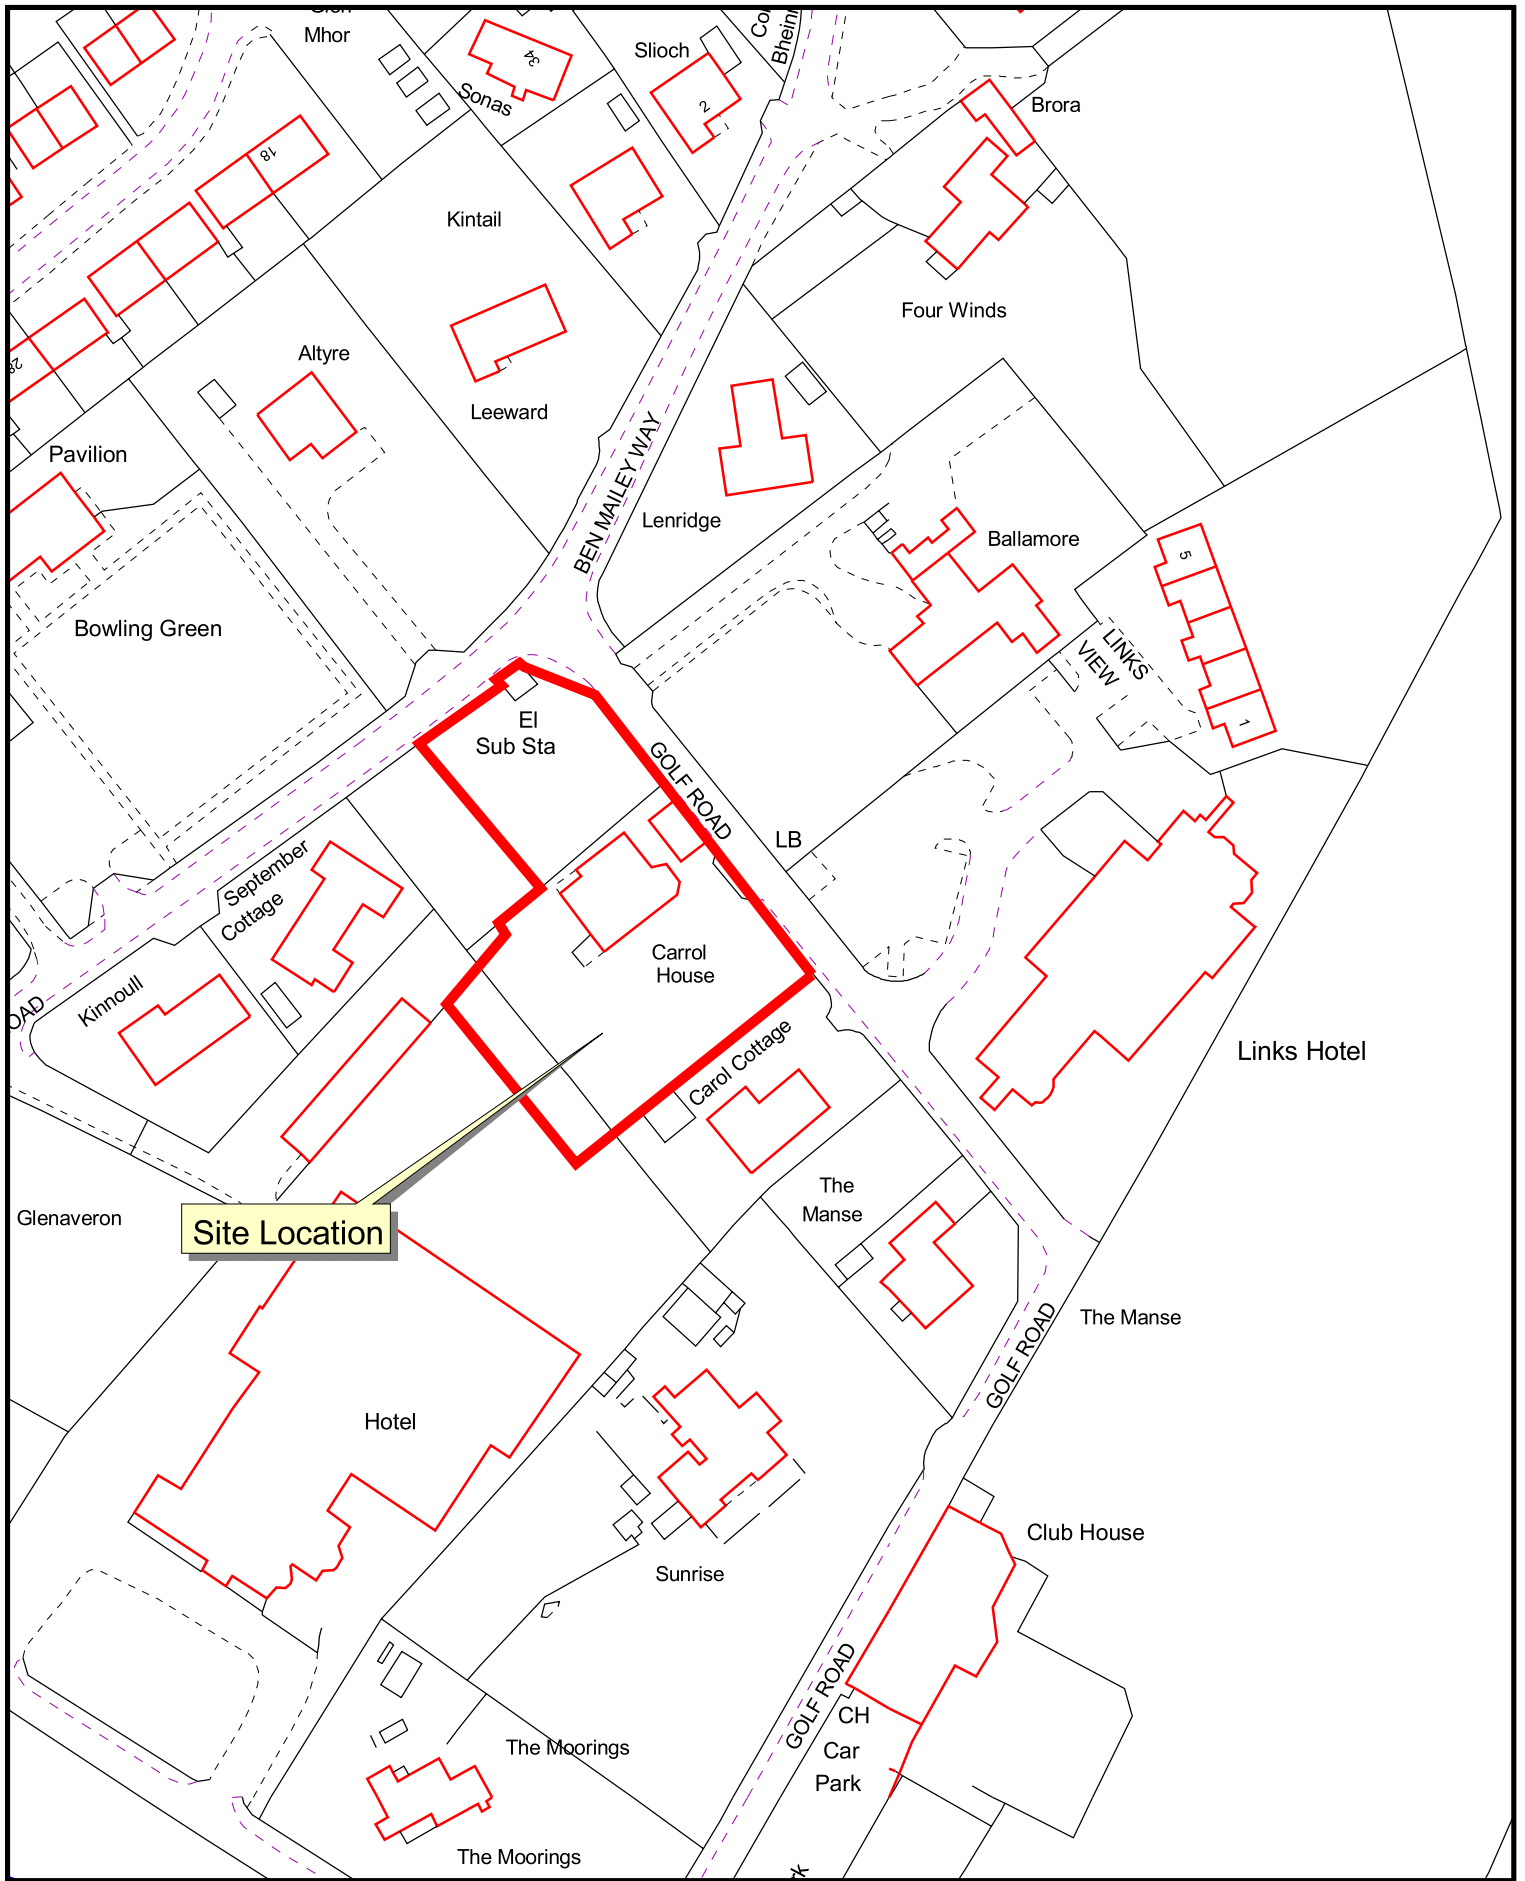 Mhor
34
Sonas
Slioch
2
Brora
18
Kintail
Four Winds
Altyre
Leeward
BEN MAILEY WAY
Pavilion
Lenridge
Ballamore
5
Bowling Green
LINKS
VIEW
1
El
Sub Sta
GOLF ROAD
LB
September
Cottage
Carrol
House
Kinnoull
OAD
Carol Cottage
Links Hotel
The
Manse
Glenaveron
Site Location
The Manse
GOLF ROAD
Hotel
Club House
Sunrise
GOLF ROAD
CH
Car
Park
The Moorings
The Moorings